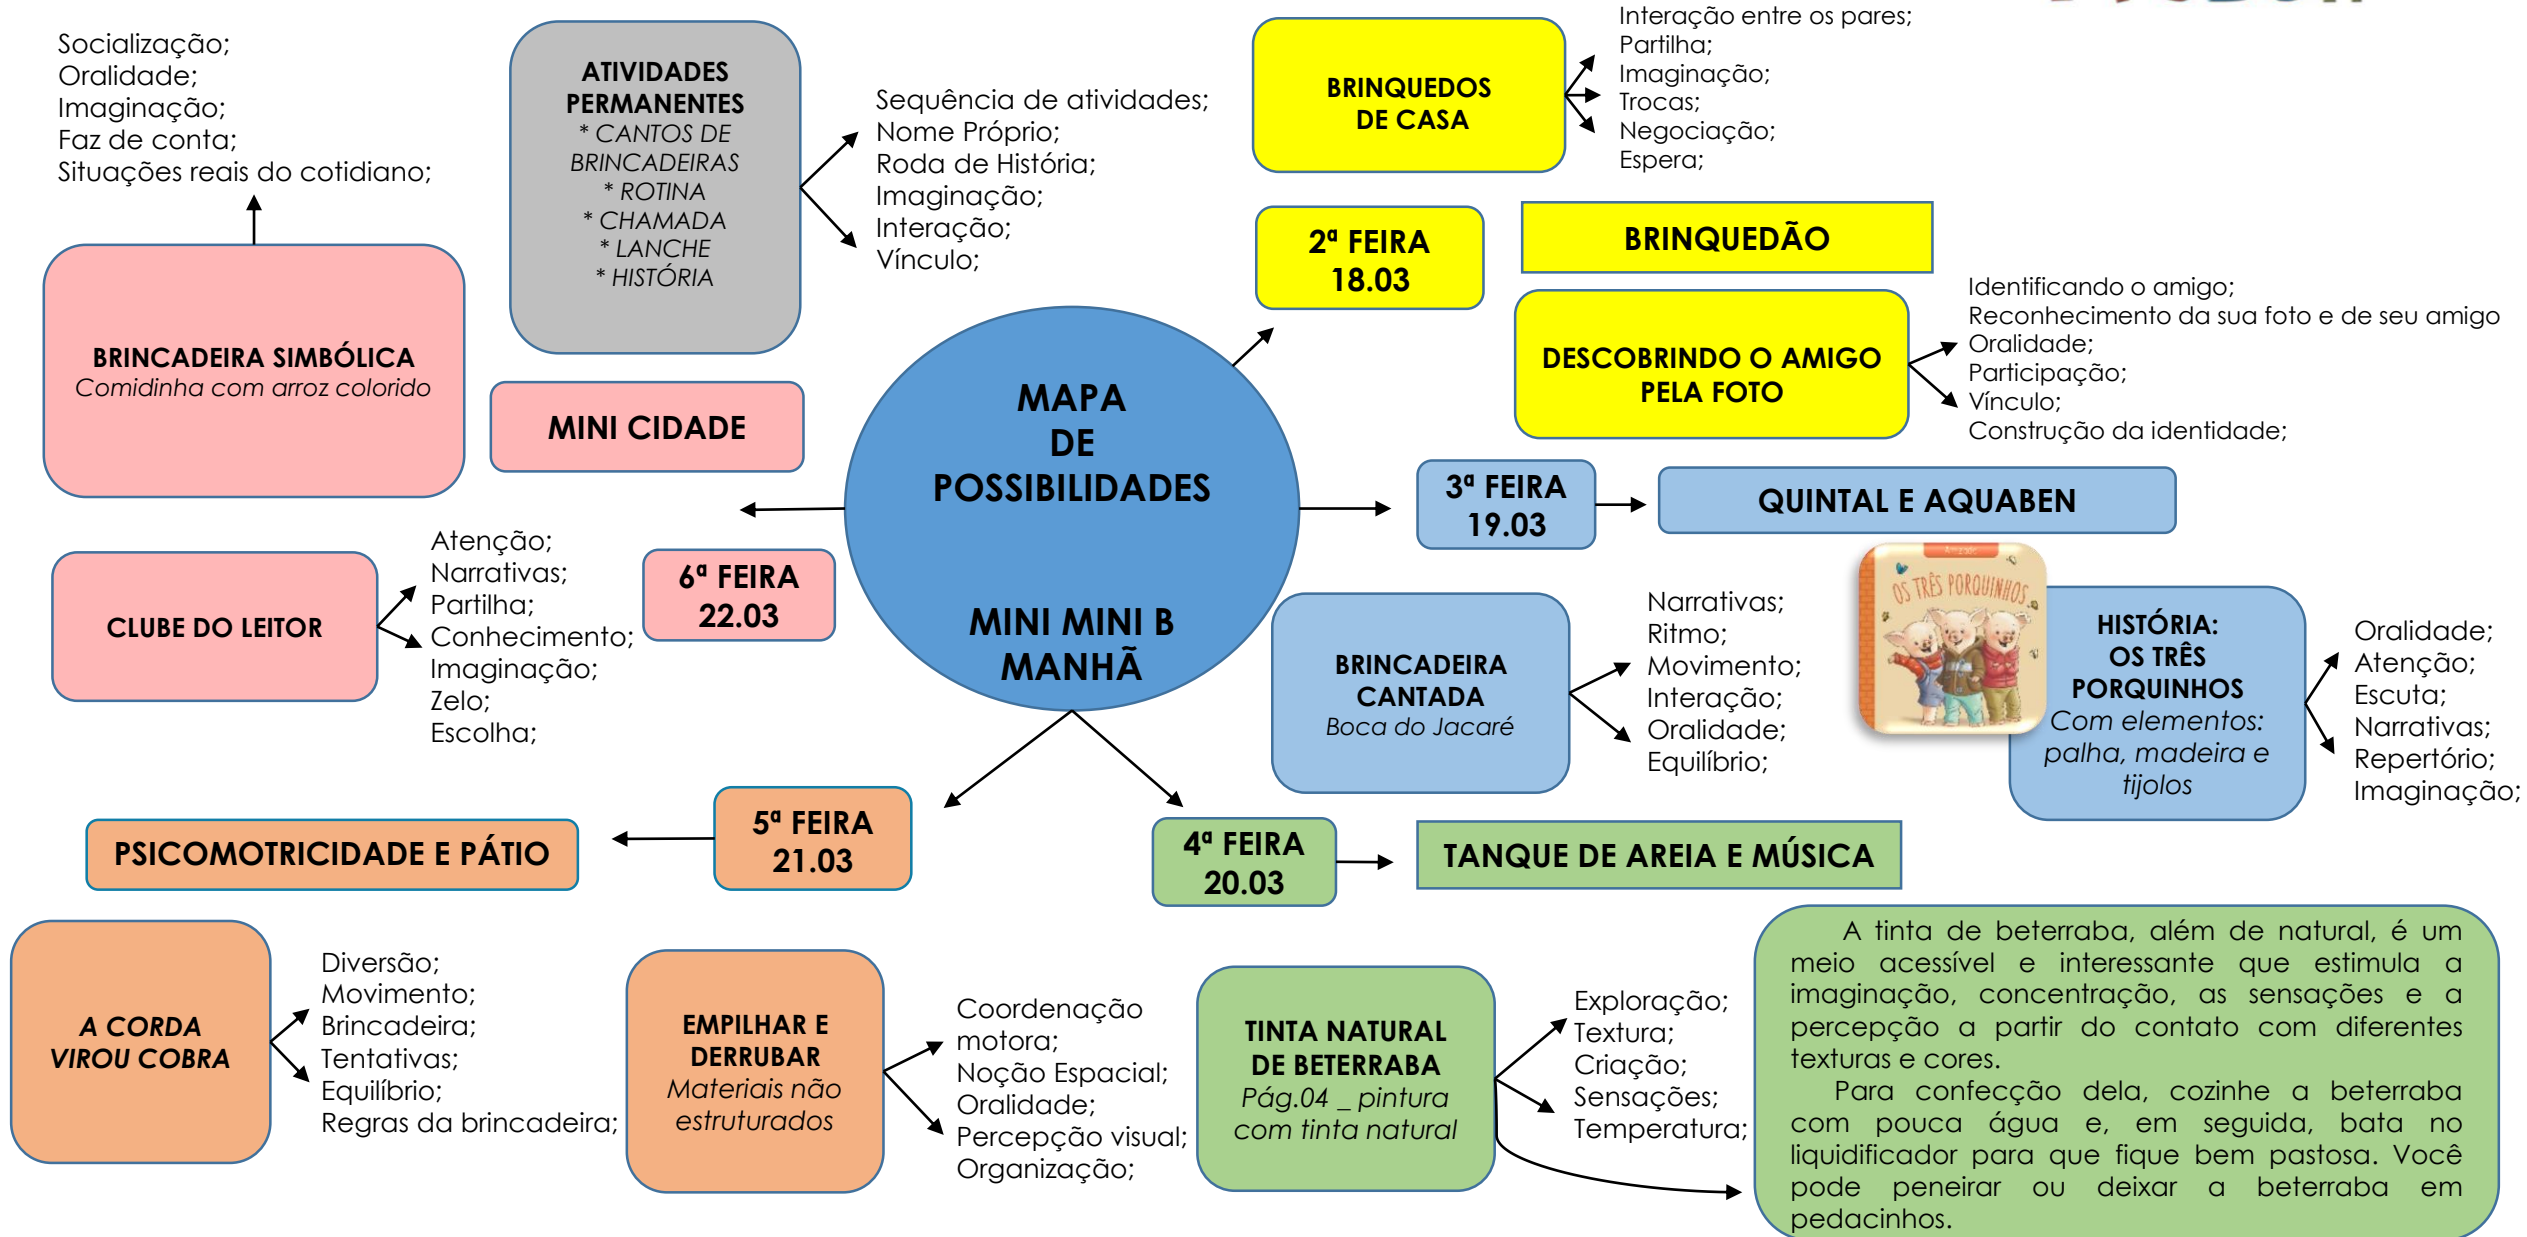 Socialização;
Oralidade;
Imaginação;
Faz de conta;
Situações reais do cotidiano;
BRINCADEIRA SIMBÓLICA
Comidinha com arroz colorido
ATIVIDADES
PERMANENTES
* CANTOS DE
BRINCADEIRAS
* ROTINA
* CHAMADA
* LANCHE
* HISTÓRIA
Sequência de atividades;
Nome Próprio;
Roda de História;
Imaginação;
Interação;
Vínculo;
BRINQUEDOS
DE CASA
Interação entre os pares;
Partilha;
Imaginação;
Trocas;
Negociação;
Espera;
2ª FEIRA
18.03
BRINQUEDÃO
DESCOBRINDO O AMIGO
PELA FOTO
Identificando o amigo;
Reconhecimento da sua foto e de seu amigo
Oralidade;
Participação;
Vínculo;
Construção da identidade;
MINI CIDADE
MAPA
DE
POSSIBILIDADES
MINI MINI B
MANHÃ
3ª FEIRA
19.03
QUINTAL E AQUABEN
CLUBE DO LEITOR
Atenção;
Narrativas;
Partilha;
Conhecimento;
Imaginação;
Zelo;
Escolha;
6ª FEIRA
22.03
BRINCADEIRA
CANTADA
Boca do Jacaré
Narrativas;
Ritmo;
Movimento;
Interação;
Oralidade;
Equilíbrio;
OS TRÊS PORQUINHOS
HISTÓRIA:
OS TRÊS
PORQUINHOS
Com elementos:
palha, madeira e
tijolos
Oralidade;
Atenção;
Escuta;
Narrativas;
Repertório;
Imaginação;
PSICOMOTRICIDADE E PÁTIO
5ª FEIRA
21.03
4ª FEIRA
20.03
TANQUE DE AREIA E MÚSICA
A CORDA
VIROU COBRA
Diversão;
Movimento;
Brincadeira;
Tentativas;
Equilíbrio;
Regras da brincadeira;
EMPILHAR E
DERRUBAR
Materiais não
estruturados
Coordenação
motora;
Noção Espacial;
Oralidade;
Percepção visual;
Organização;
TINTA NATURAL
DE BETERRABA
Pág.04 _ pintura
com tinta natural
Exploração;
Textura;
Criação;
Sensações;
Temperatura;
A tinta de beterraba, além de natural, é um
meio acessível e interessante que estimula a
imaginação, concentração, as sensações e a
percepção a partir do contato com diferentes
texturas e cores.
Para confecção dela, cozinhe a beterraba
com pouca água e, em seguida, bata no
liquidificador para que fique bem pastosa. Você
pode peneirar ou deixar a beterraba em
pedacinhos.